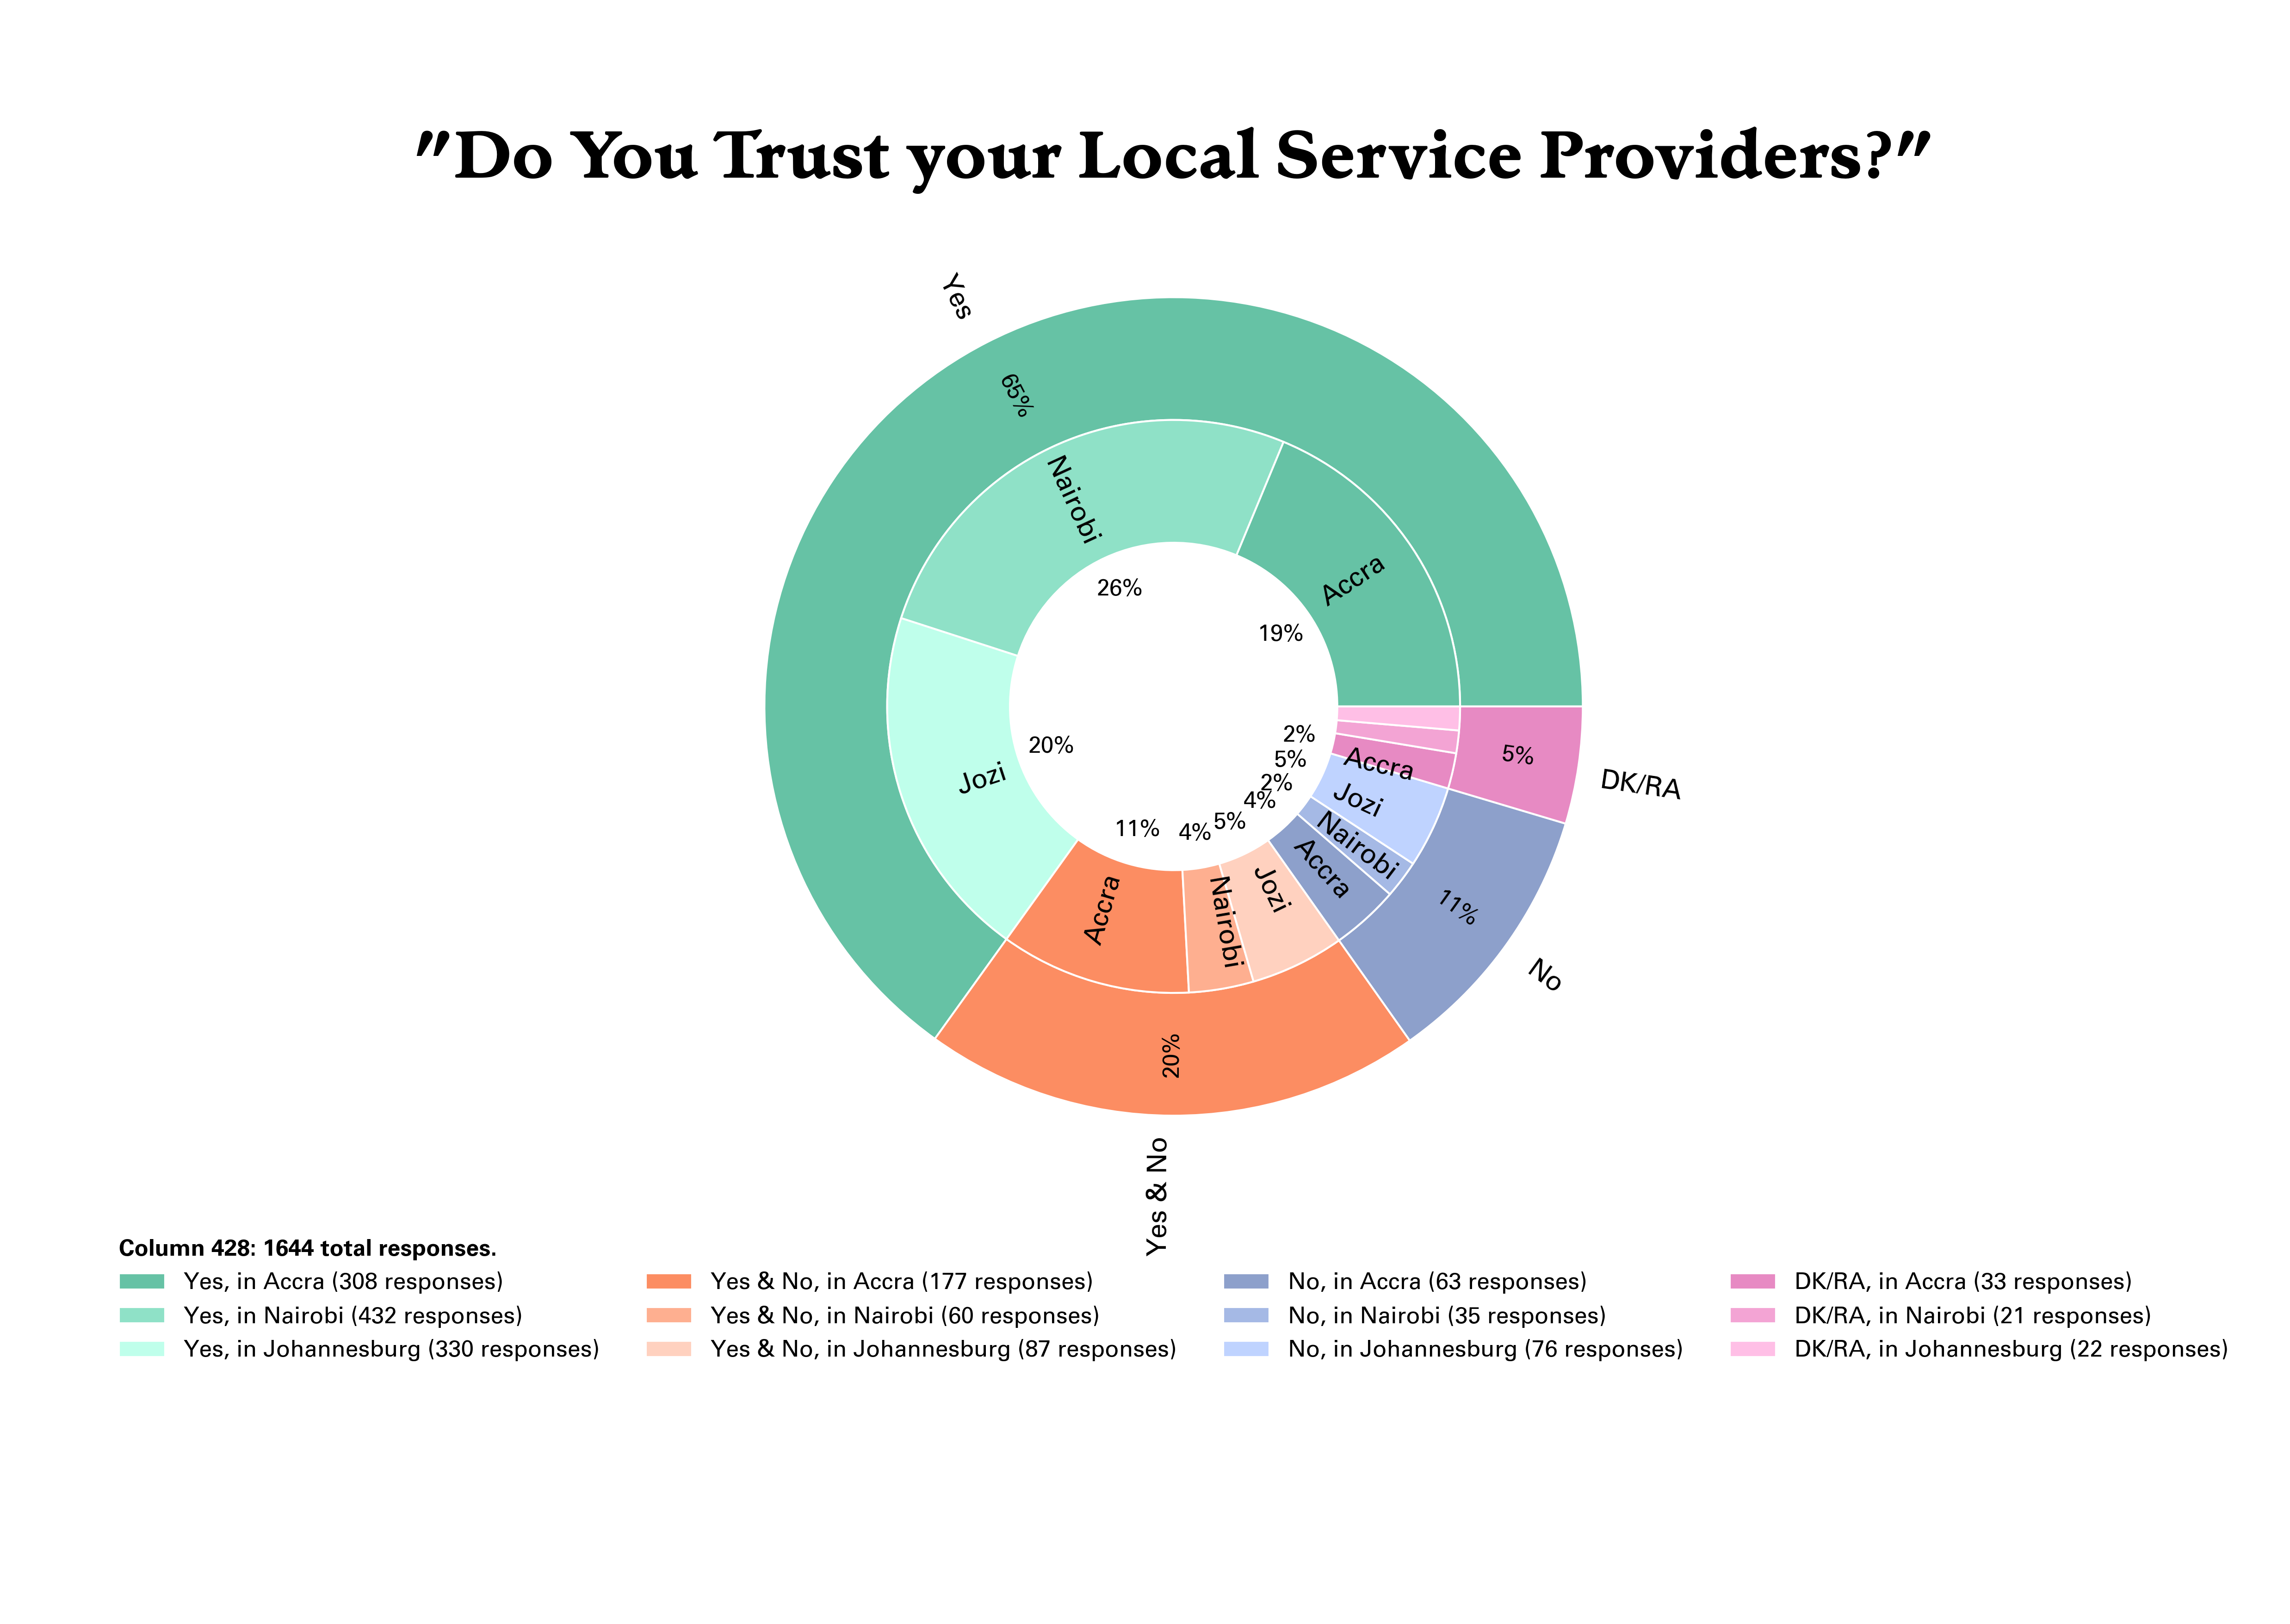 "Do You Trust your Local Service Providers?"
Yes
65%
Nairobi
Accra
26%
19%
20%
Jozi
2%
5%
2%
4%
5%
4%
11%
Accra
Jozi
Nairobi
Accra
Jozi
Nairobi
Accra
5%
DK/RA
11%
No
20%
Yes & No
Column 428: 1644 total responses.
Yes, in Accra (308 responses)
Yes, in Nairobi (432 responses)
Yes, in Johannesburg (330 responses)
Yes & No, in Accra (177 responses)
Yes & No, in Nairobi (60 responses)
Yes & No, in Johannesburg (87 responses)
No, in Accra (63 responses)
No, in Nairobi (35 responses)
No, in Johannesburg (76 responses)
DK/RA, in Accra (33 responses)
DK/RA, in Nairobi (21 responses)
DK/RA, in Johannesburg (22 responses)